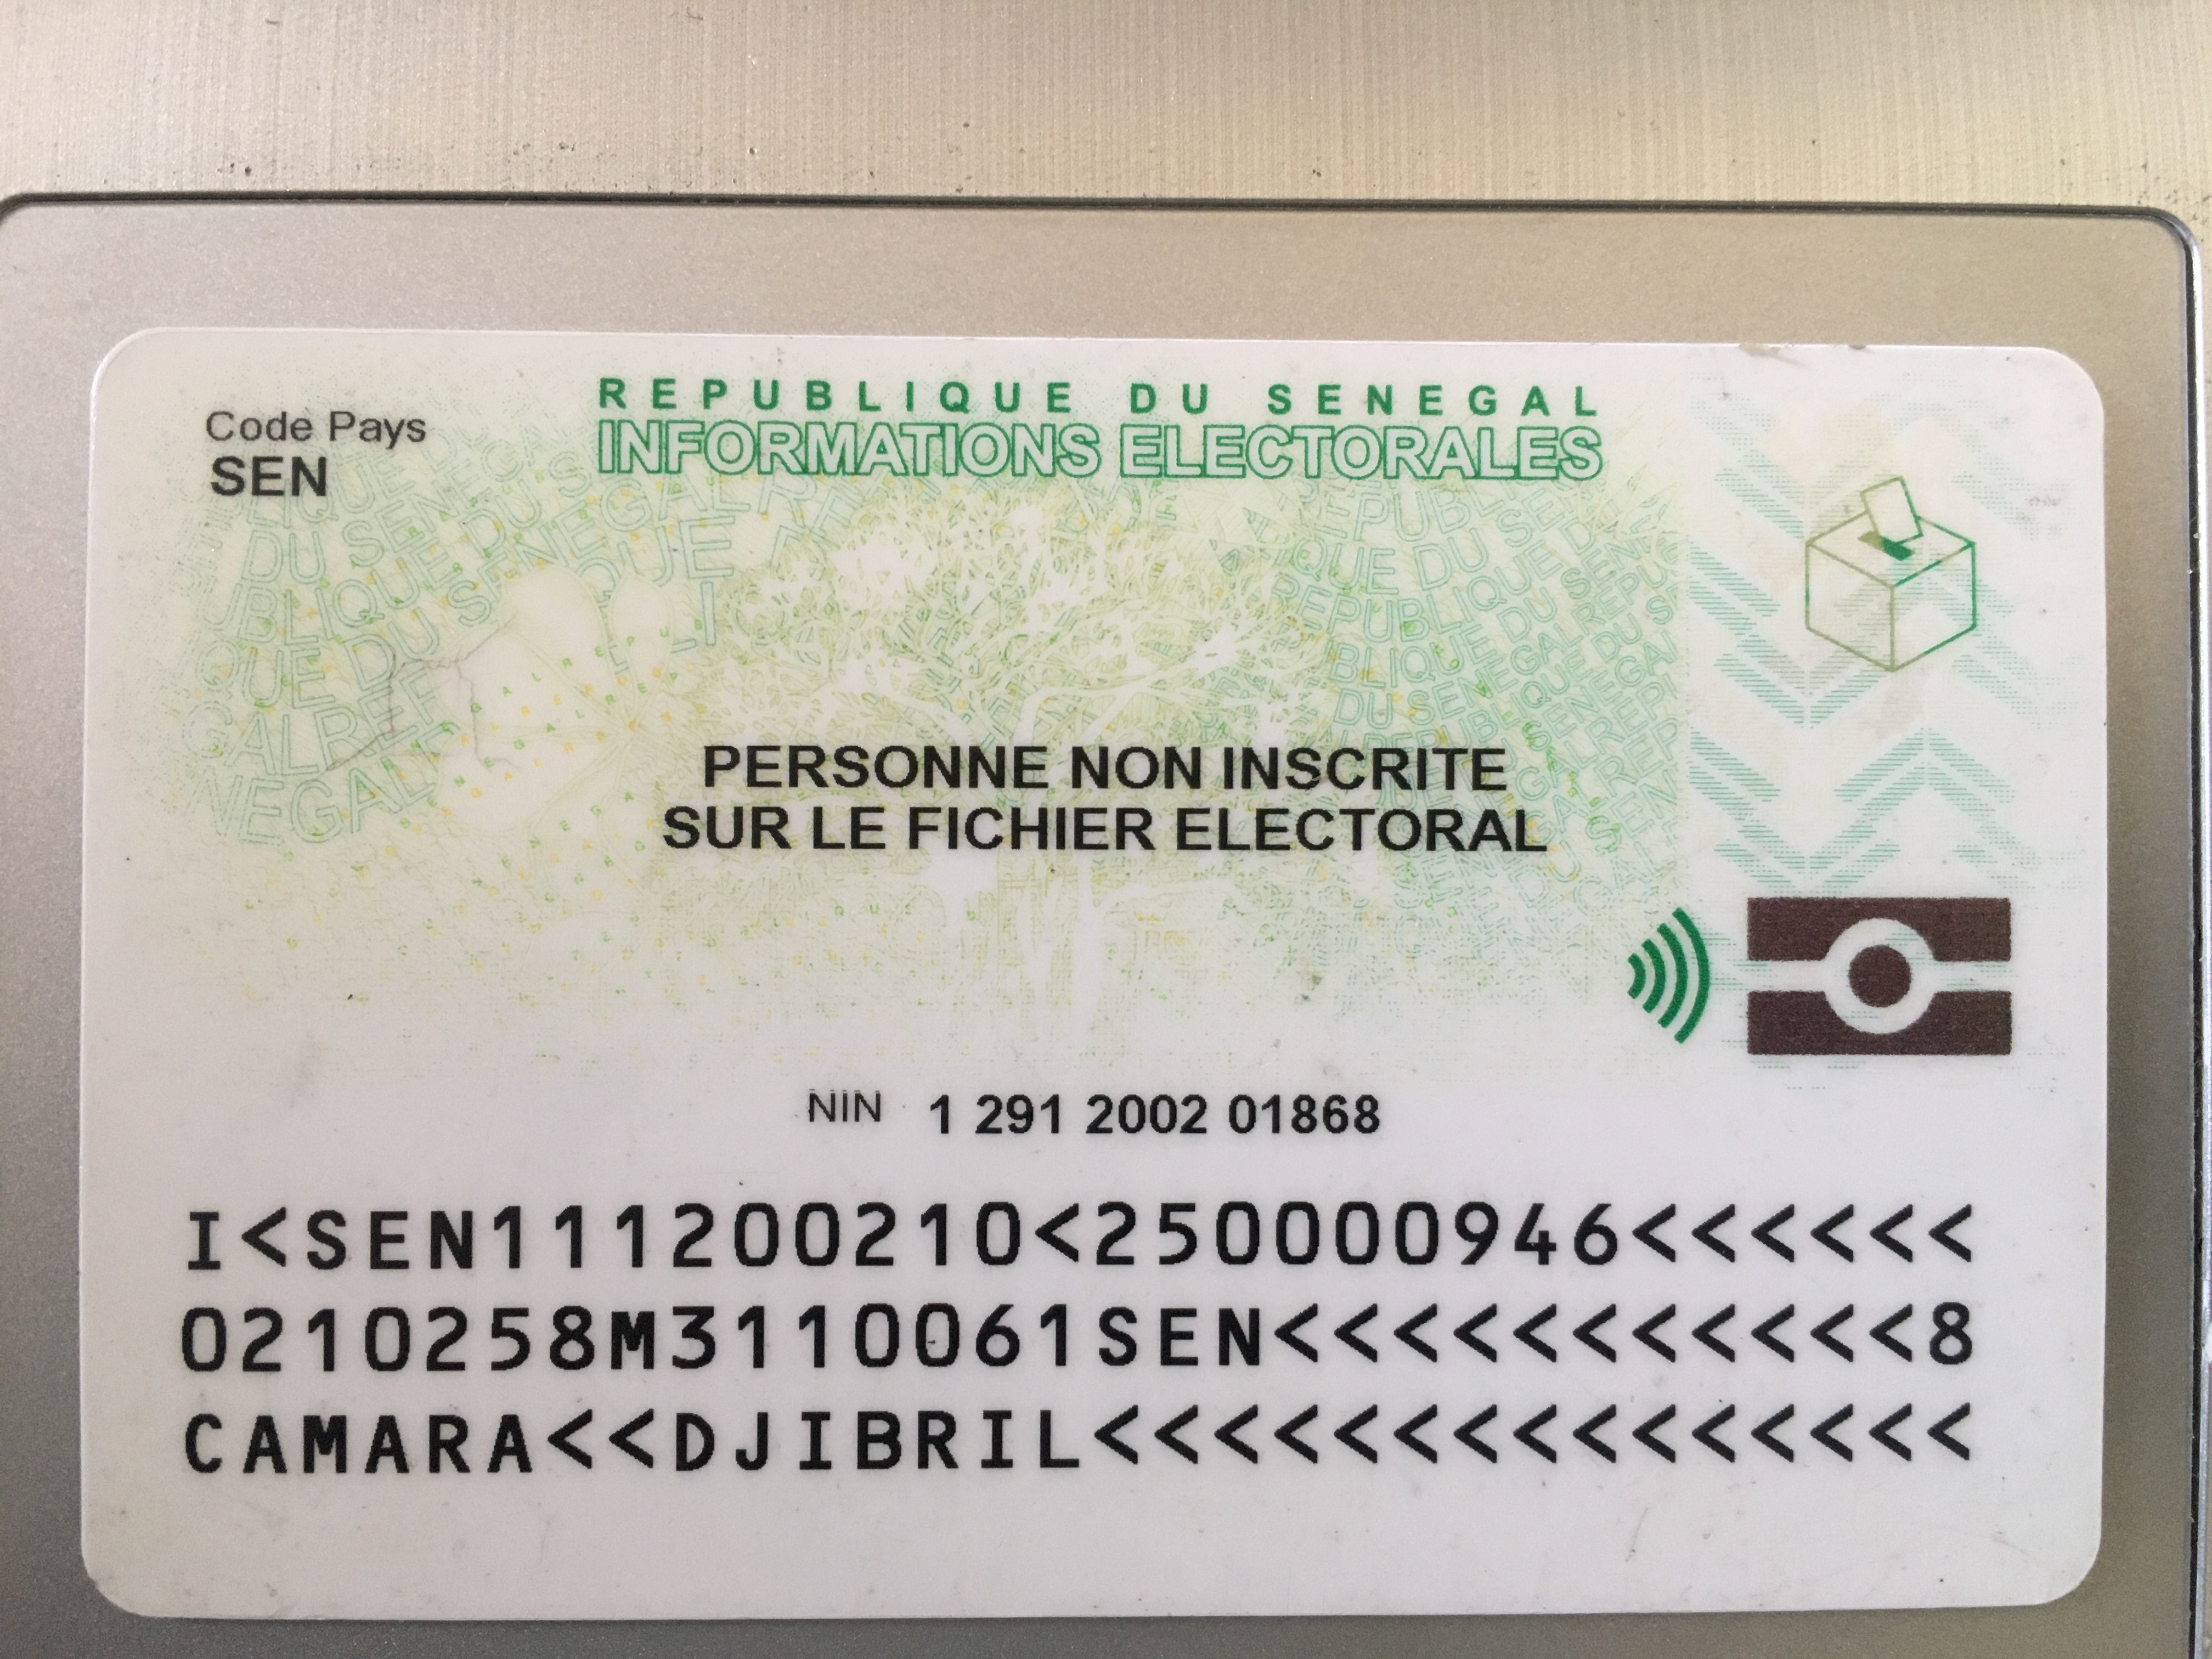 REPUBLIQUE DU SENEGAL
INFORMATIONS ELECTORALES
Code Pays
SEN
PERSONNE NON INSCRITE
SUR LE FICHIER ELECTORAL
NIN 1 291 2002 01868
I<SEN111200210<250000946<<<<<<
0210258M3110061SEN<<<<<<<<<<<8
CAMARA<<DJIBRIL<<<<<<<<<<<<<<<